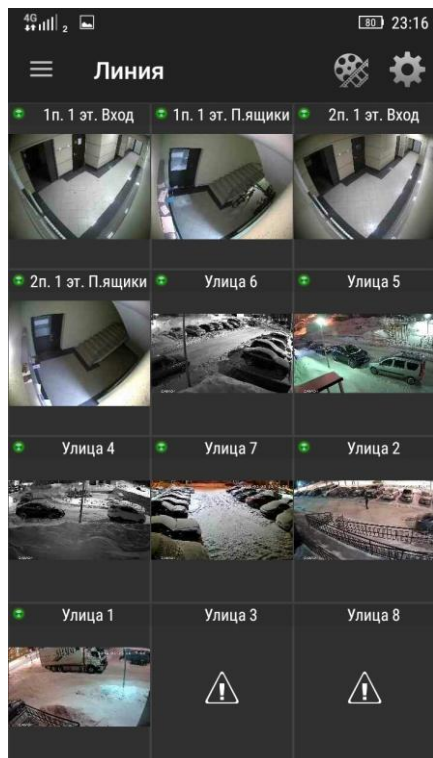 4G 2 80 23:16
Линия
1п. 1 эт. Вход
1п. 1 эт. П.ящики
2п. 1 эт. Вход
2п. 1 эт. П.ящики
Улица 6
Улица 5
Улица 4
Улица 7
Улица 2
Улица 1
Улица 3
Улица 8